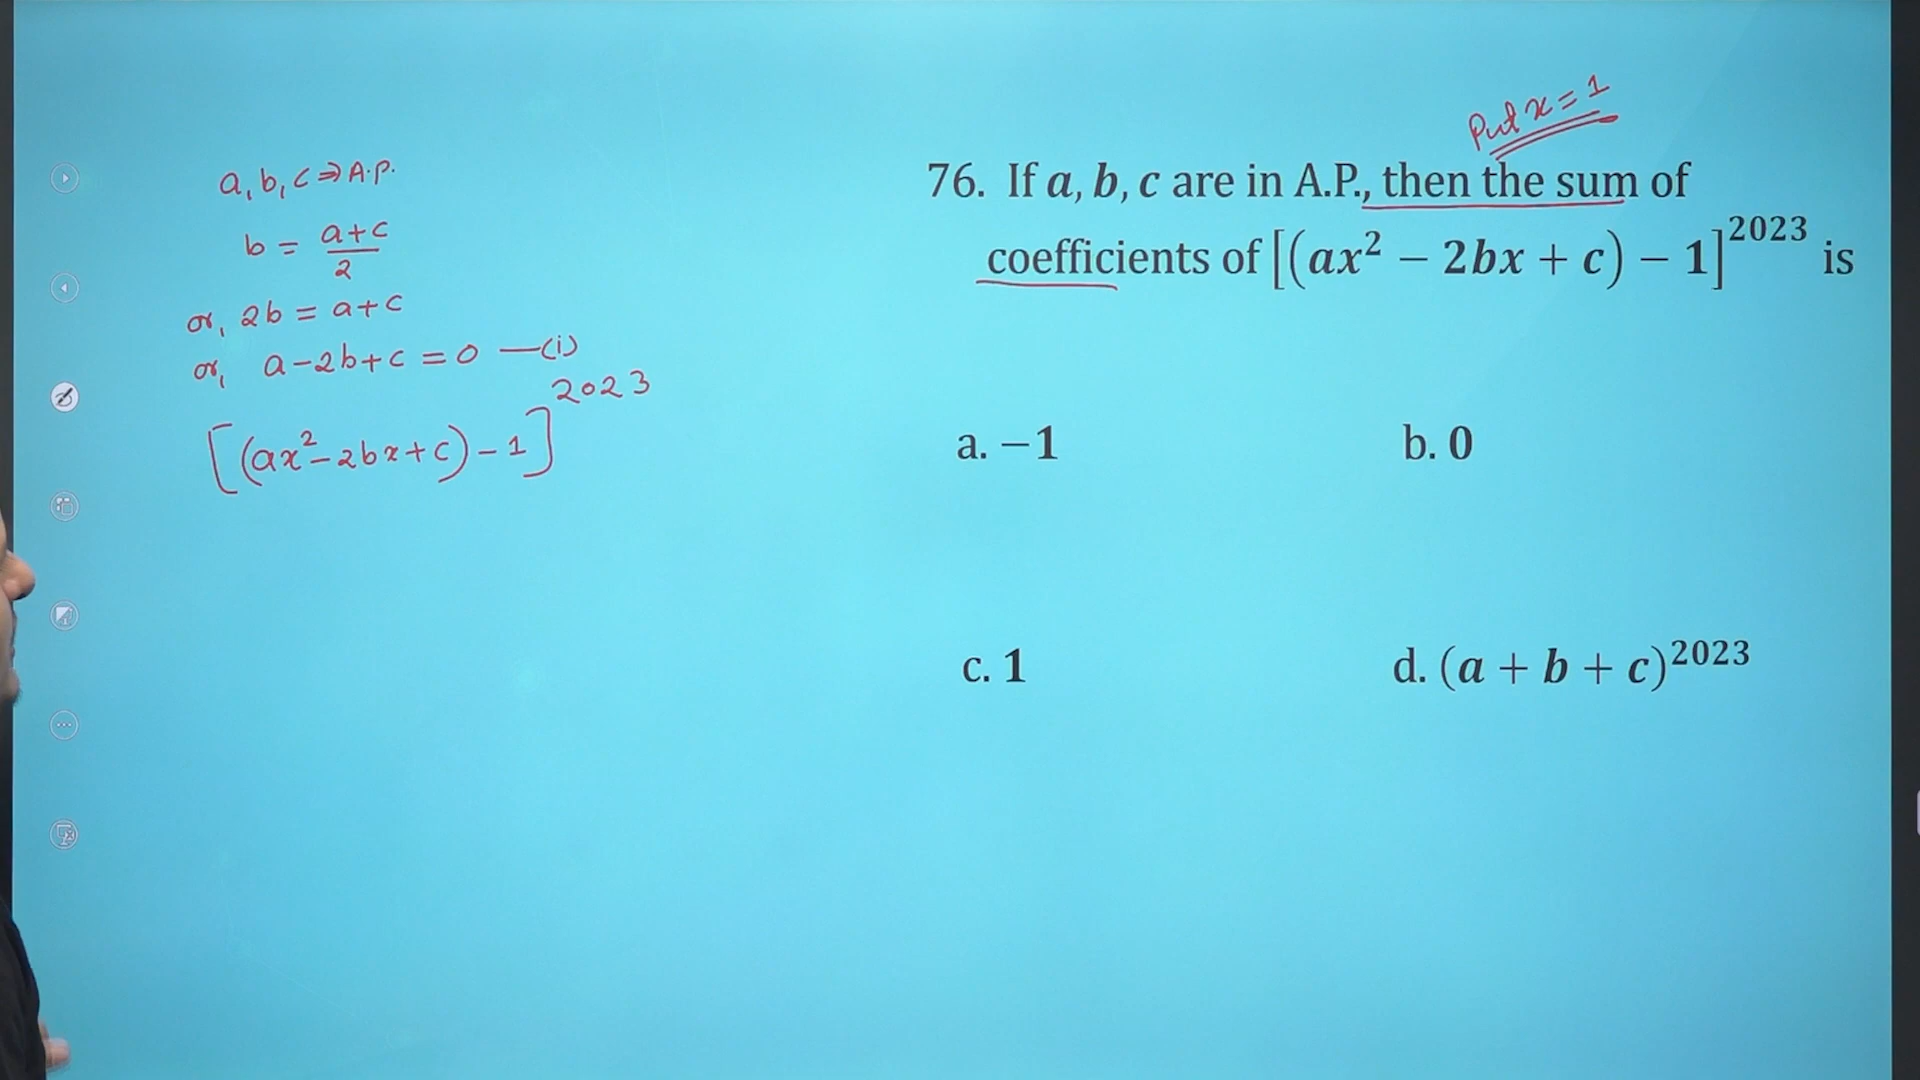 Put x = 1
76. If a, b, c are in A.P., then the sum of
coefficients of [(ax² − 2bx + c) − 1]²⁰²³ is
a. −1
b. 0
c. 1
d. (a + b + c)²⁰²³
a, b, c ⇒ A.P.
b = a+c/2
or, 2b = a+c
or, a−2b+c = 0 —(i)
[(ax²−2bx+c)−1]²⁰²³